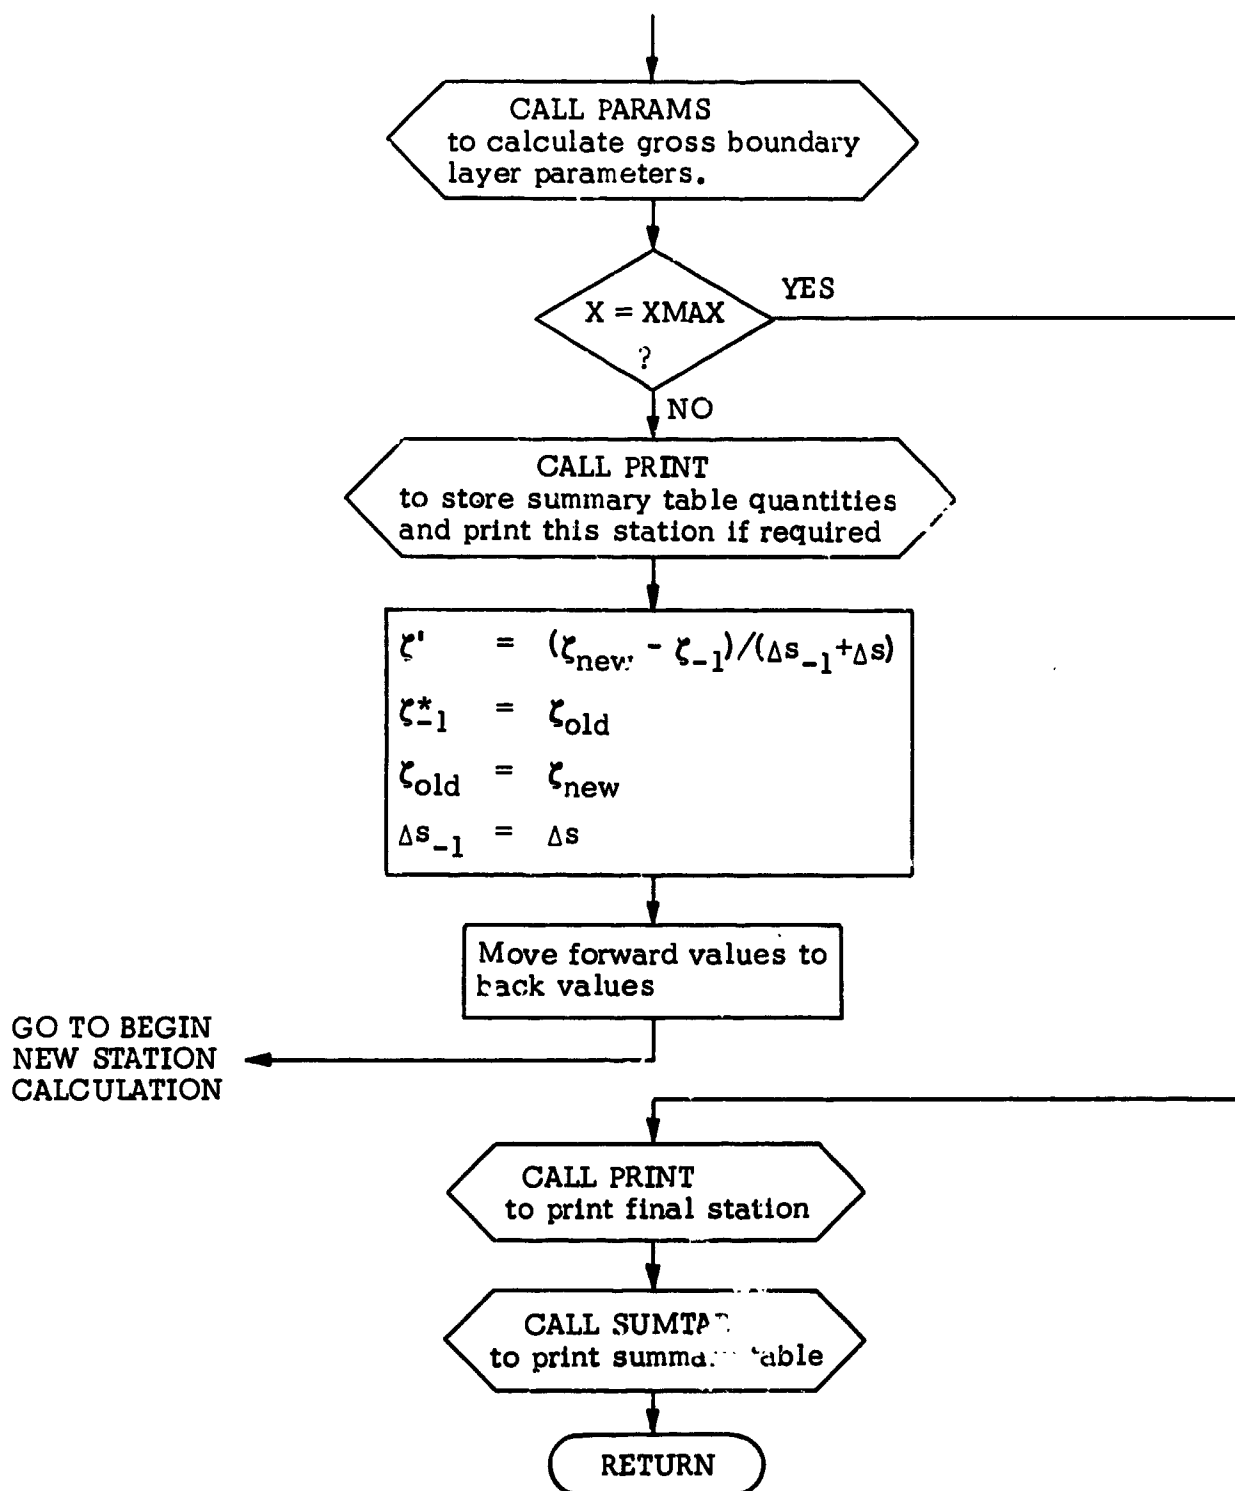 CALL PARAMS
to calculate gross boundary
layer parameters.
X = XMAX
?
YES
NO
CALL PRINT
to store summary table quantities
and print this station if required
ζ' = (ζnew - ζ-1)/(Δs-1+Δs)
ζ*-1 = ζold
ζold = ζnew
Δs-1 = Δs
Move forward values to
back values
GO TO BEGIN
NEW STATION
CALCULATION
CALL PRINT
to print final station
CALL
to print
RETURN